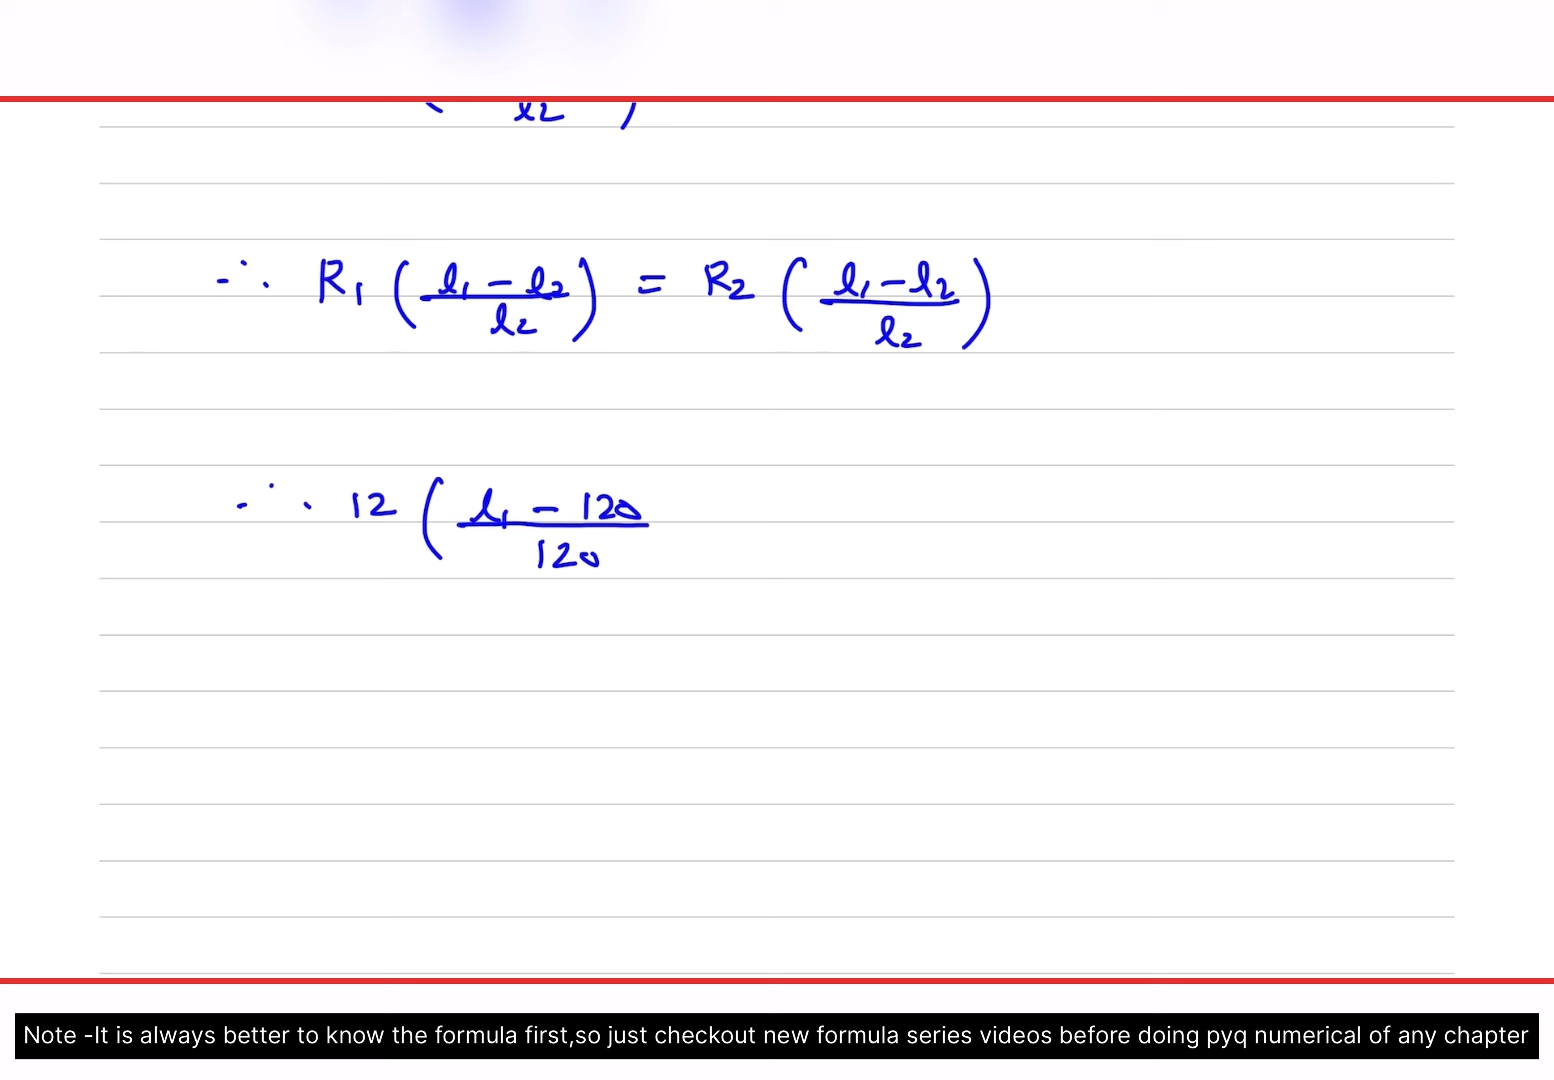 l2 )
∴ R1 ( l1 - l2 / l2 ) = R2 ( l1 - l2 / l2 )
∴ 12 ( l1 - 120 / 120
Note -It is always better to know the formula first,so just checkout new formula series videos before doing pyq numerical of any chapter